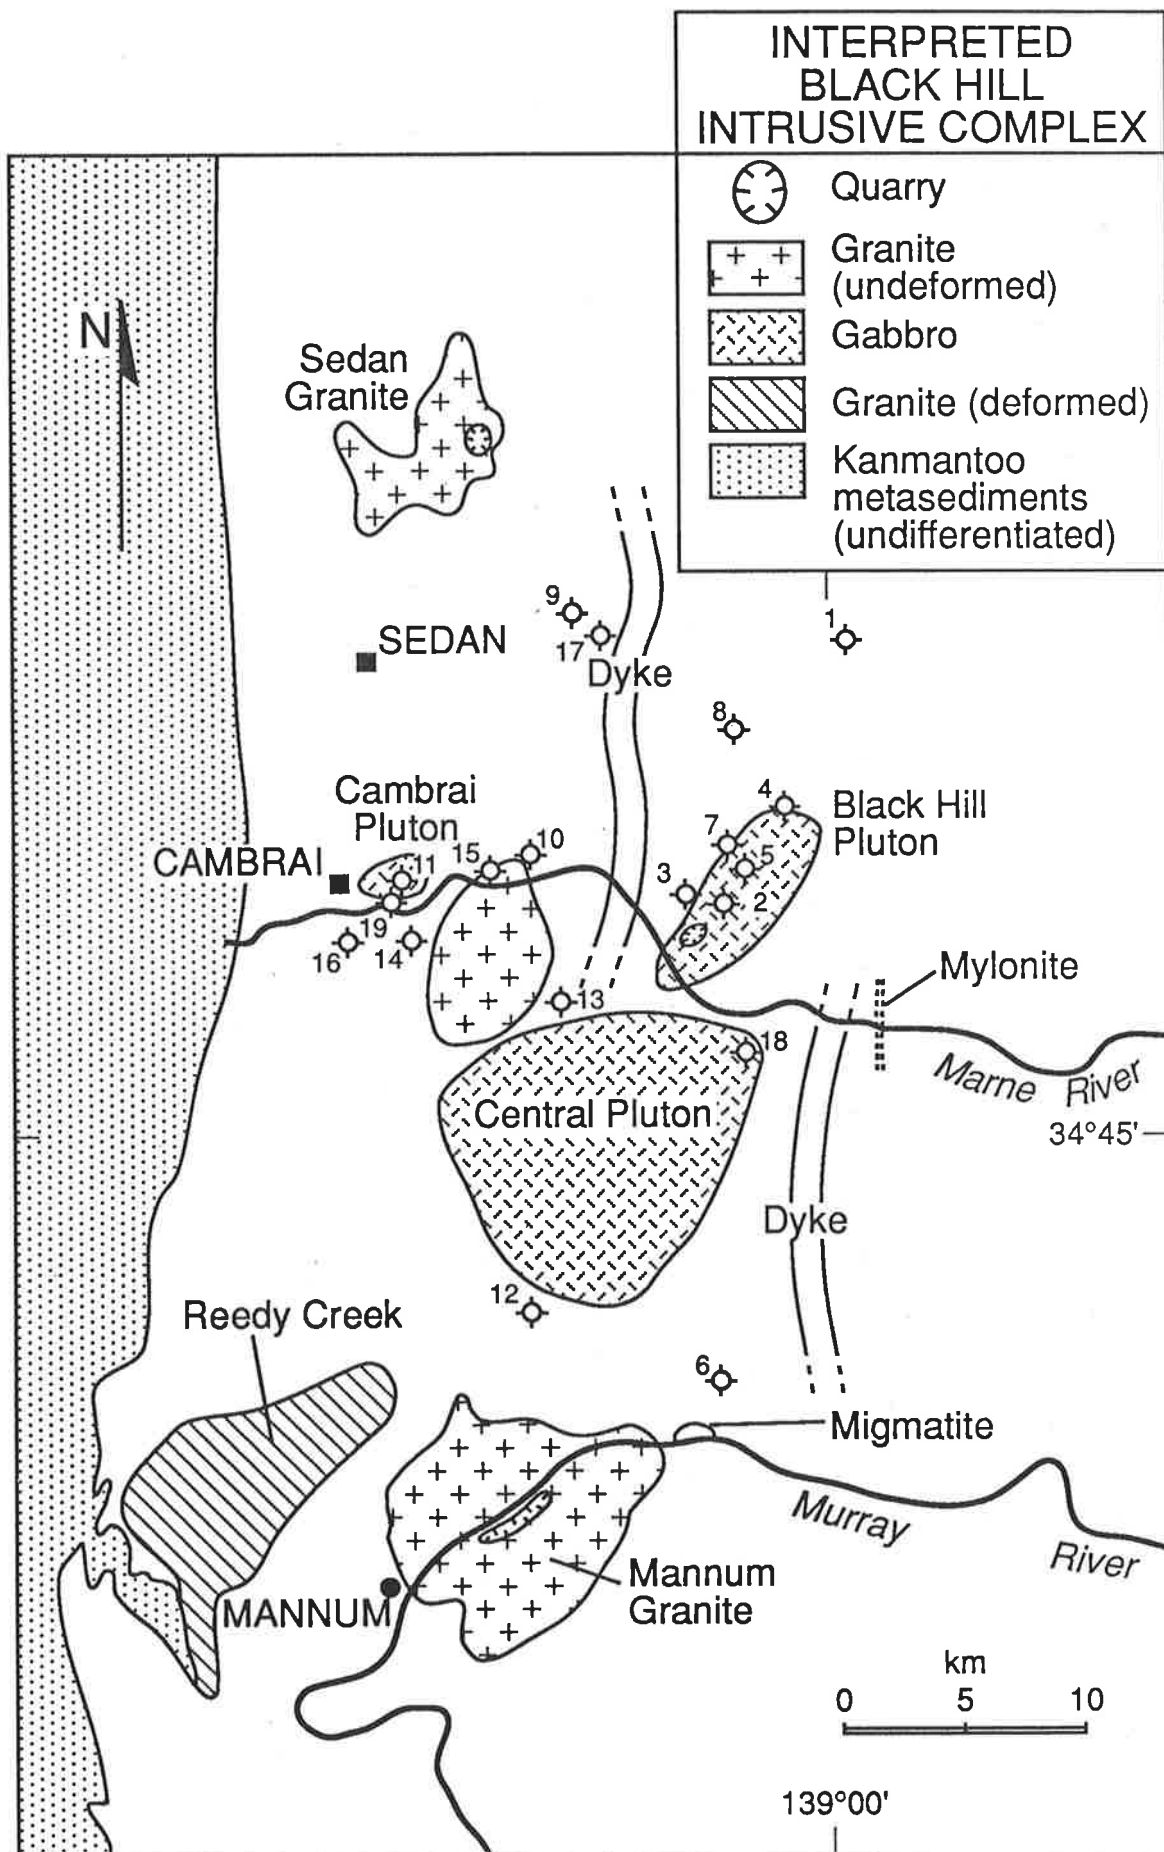 INTERPRETED
BLACK HILL
INTRUSIVE COMPLEX
Quarry
Granite
(undeformed)
Gabbro
Granite (deformed)
Kanmantoo
metasediments
(undifferentiated)
N
Sedan
Granite
9
17
1
SEDAN
Dyke
8
Cambrai
Pluton
4
Black Hill
Pluton
7
10
15
CAMBRAI
11
5
3
2
19
16
14
Mylonite
13
18
Marne River
Central Pluton
34°45'
Dyke
12
Reedy Creek
6
Migmatite
Murray River
Mannum
Granite
MANNUM
km
0 5 10
139°00'